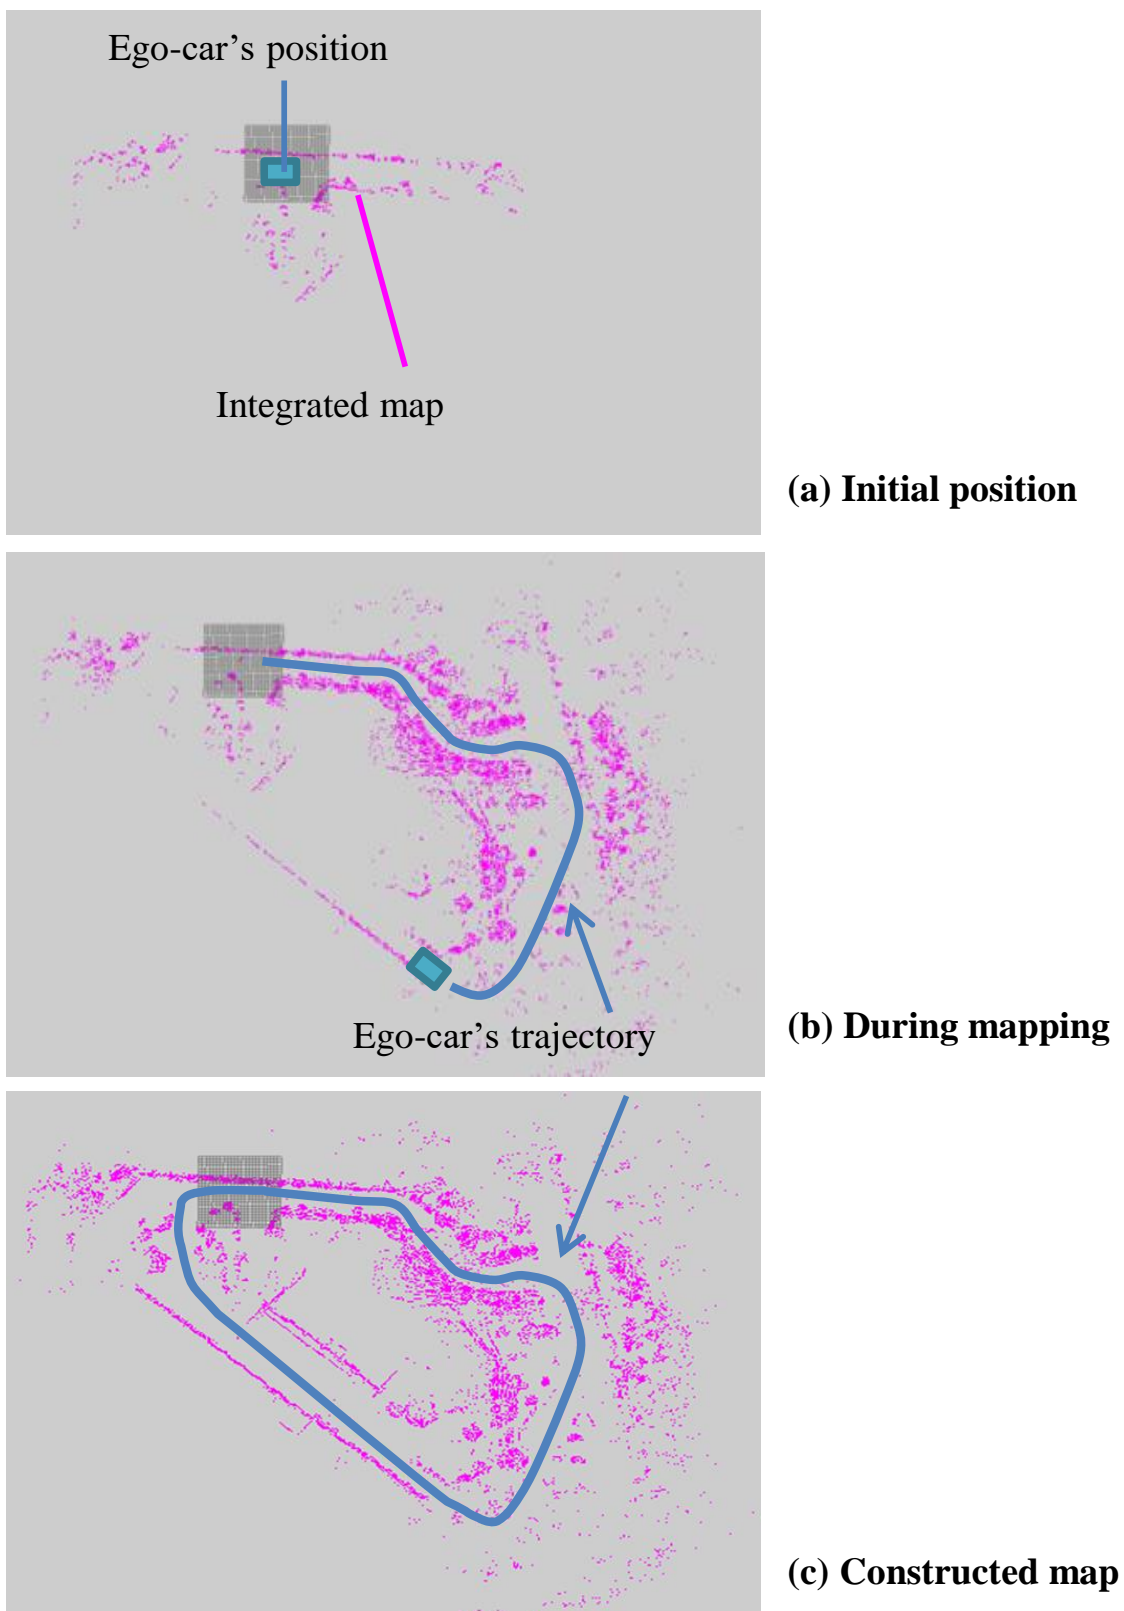 Ego-car’s position
Integrated map
(a) Initial position
Ego-car’s trajectory
(b) During mapping
(c) Constructed map